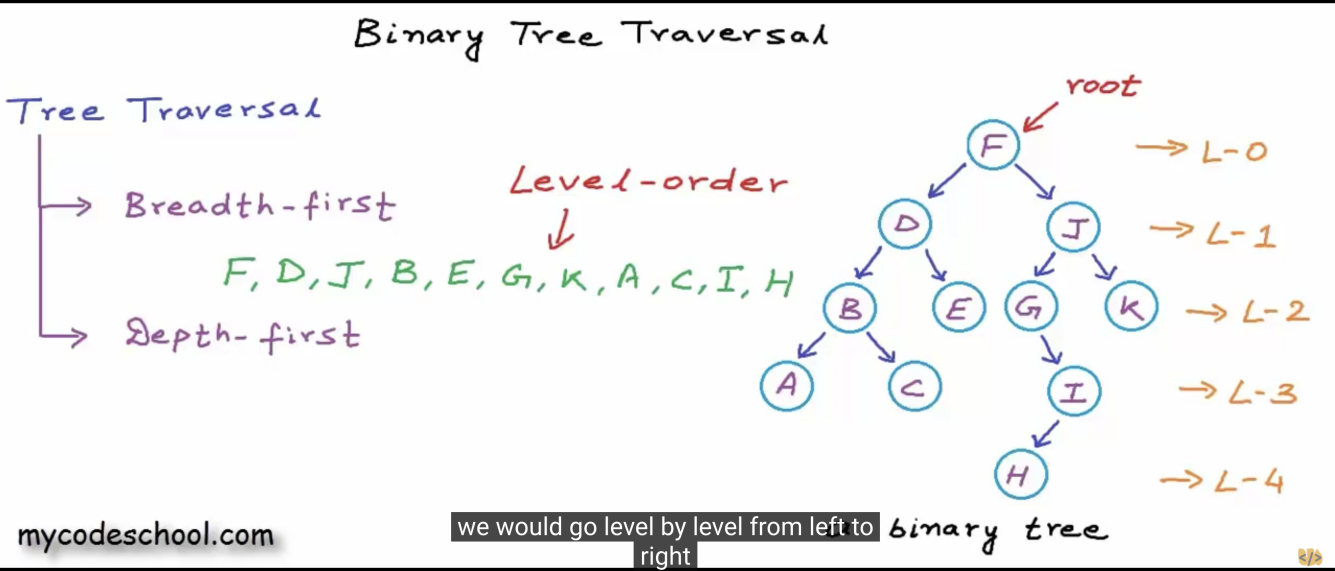 Binary Tree Traversal
Tree Traversal
root
F
L-0
Level-order
Breadth-first
D
J
L-1
F, D, J, B, E, G, K, A, C, I, H
B
E
G
K
L-2
Depth-first
A
C
I
L-3
H
L-4
mycodeschool.com
we would go level by level from left to
right
binary tree